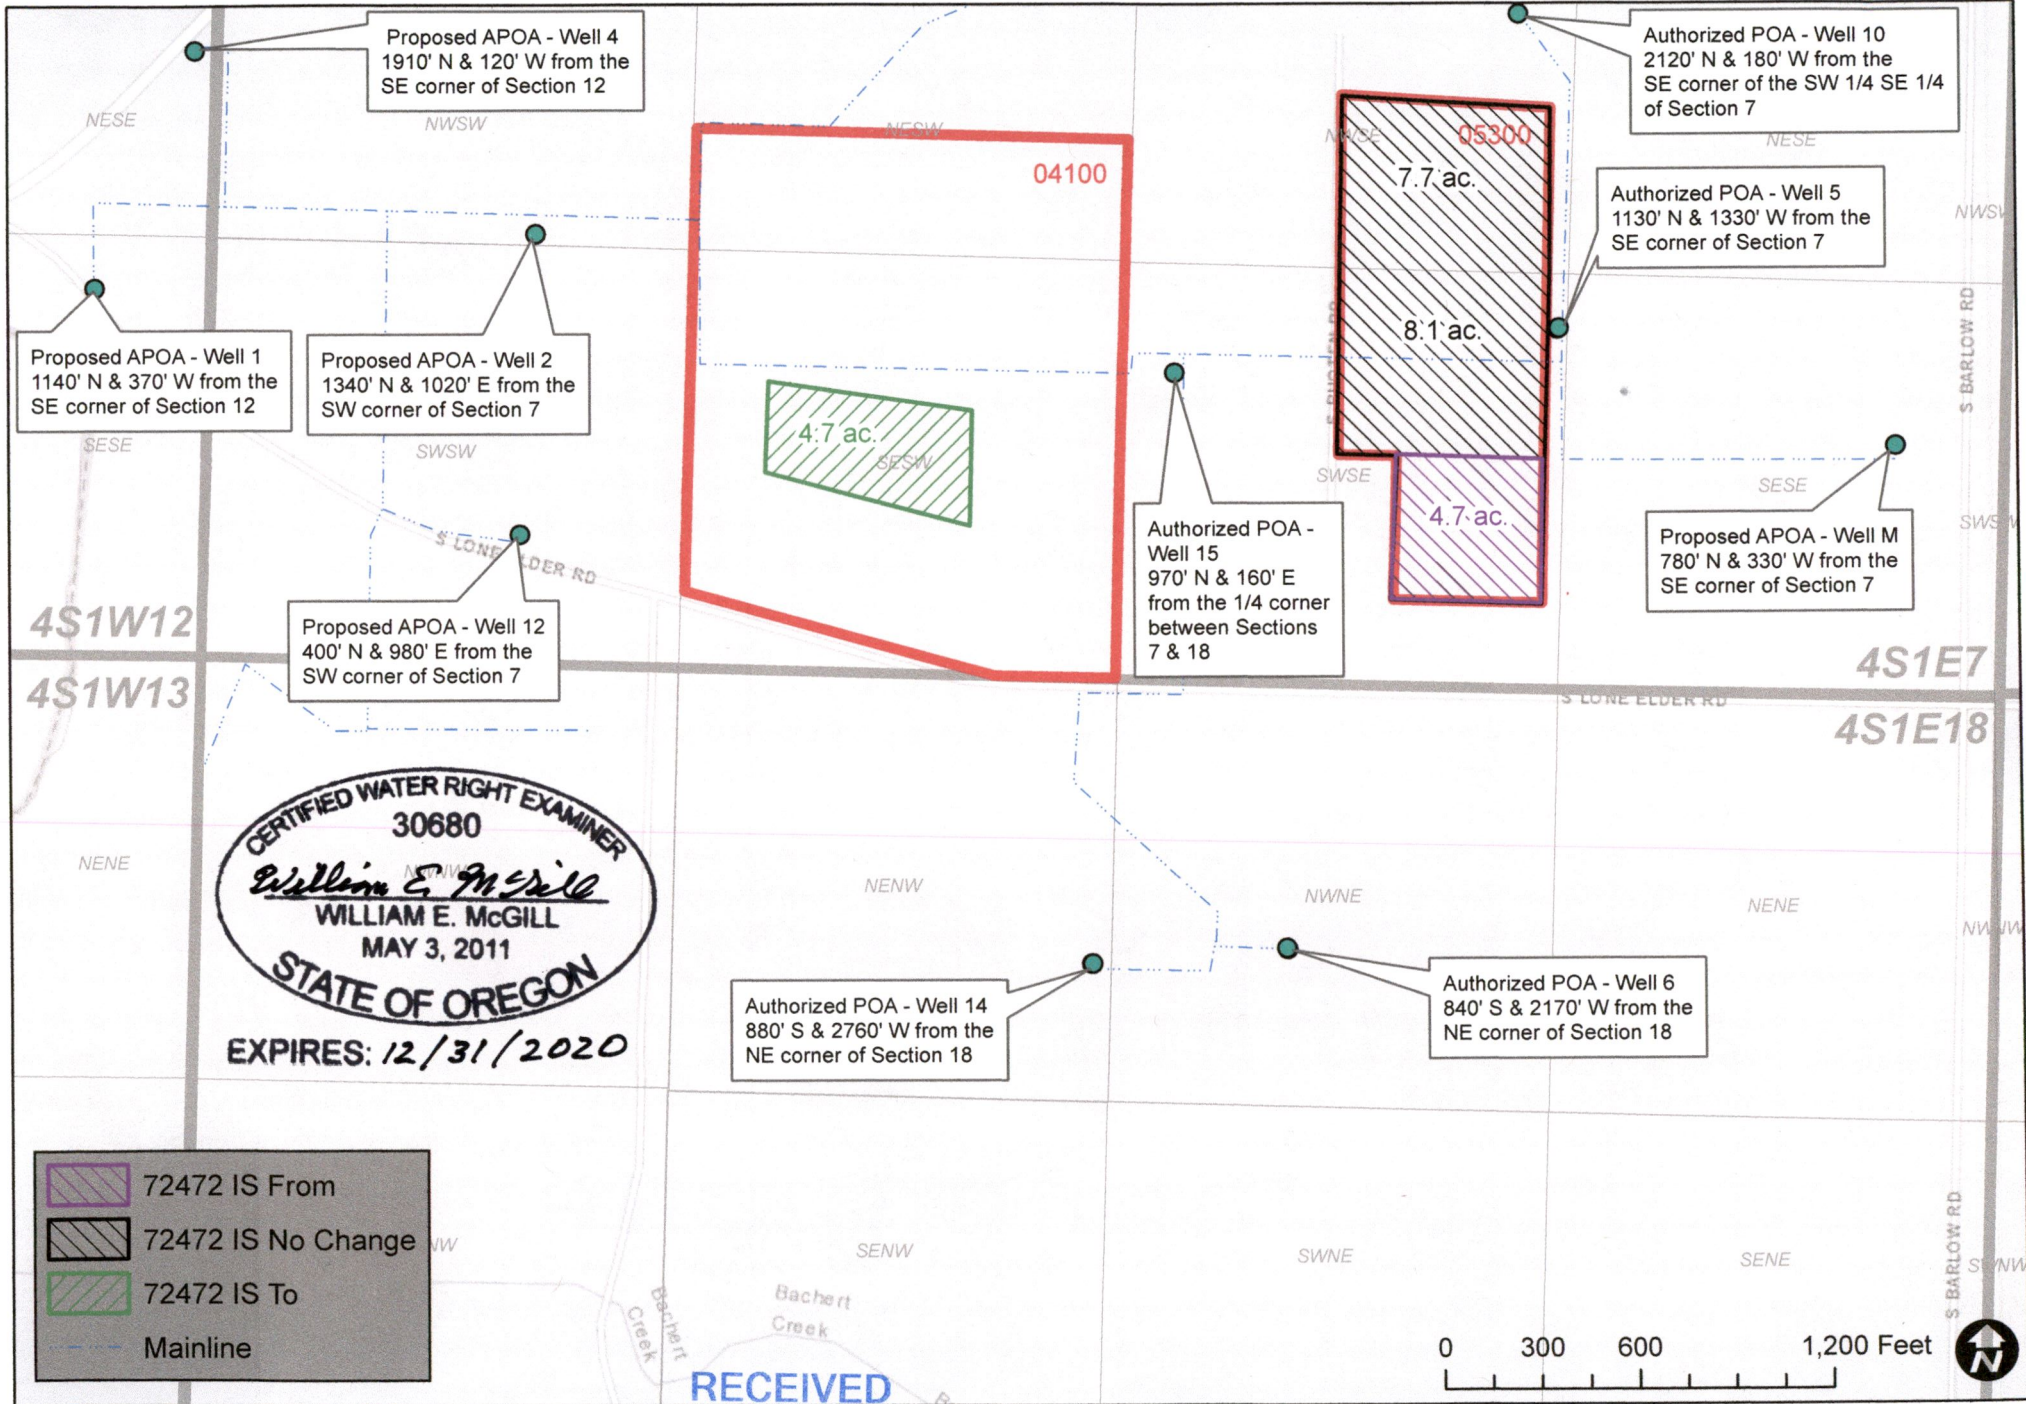 Proposed APOA - Well 4
1910' N & 120' W from the
SE corner of Section 12
Authorized POA - Well 10
2120' N & 180' W from the
SE corner of the SW 1/4 SE 1/4
of Section 7
NESE
NWSW
NESW
NWSE
05300
NESE
04100
7.7 ac.
Authorized POA - Well 5
1130' N & 1330' W from the
SE corner of Section 7
Proposed APOA - Well 1
1140' N & 370' W from the
SE corner of Section 12
Proposed APOA - Well 2
1340' N & 1020' E from the
SW corner of Section 7
8.1 ac.
S BARLOW RD
SESE
SWSW
4.7 ac.
SESW
SWSE
SESE
4.7 ac.
Authorized POA -
Well 15
970' N & 160' E
from the 1/4 corner
between Sections
7 & 18
Proposed APOA - Well M
780' N & 330' W from the
SE corner of Section 7
S LONE ELDER RD
Proposed APOA - Well 12
400' N & 980' E from the
SW corner of Section 7
4S1W12
4S1W13
4S1E7
S LONE ELDER RD
4S1E18
CERTIFIED WATER RIGHT EXAMINER
30680
William E. McGill
WILLIAM E. McGILL
MAY 3, 2011
STATE OF OREGON
EXPIRES: 12/31/2020
NENE
NENW
NWNE
NENE
Authorized POA - Well 14
880' S & 2760' W from the
NE corner of Section 18
Authorized POA - Well 6
840' S & 2170' W from the
NE corner of Section 18
72472 IS From
72472 IS No Change
72472 IS To
Mainline
SENW
SWNE
SENE
S BARLOW RD
Bachert
Creek
Bachert
Creek
0 300 600 1,200 Feet
N
RECEIVED